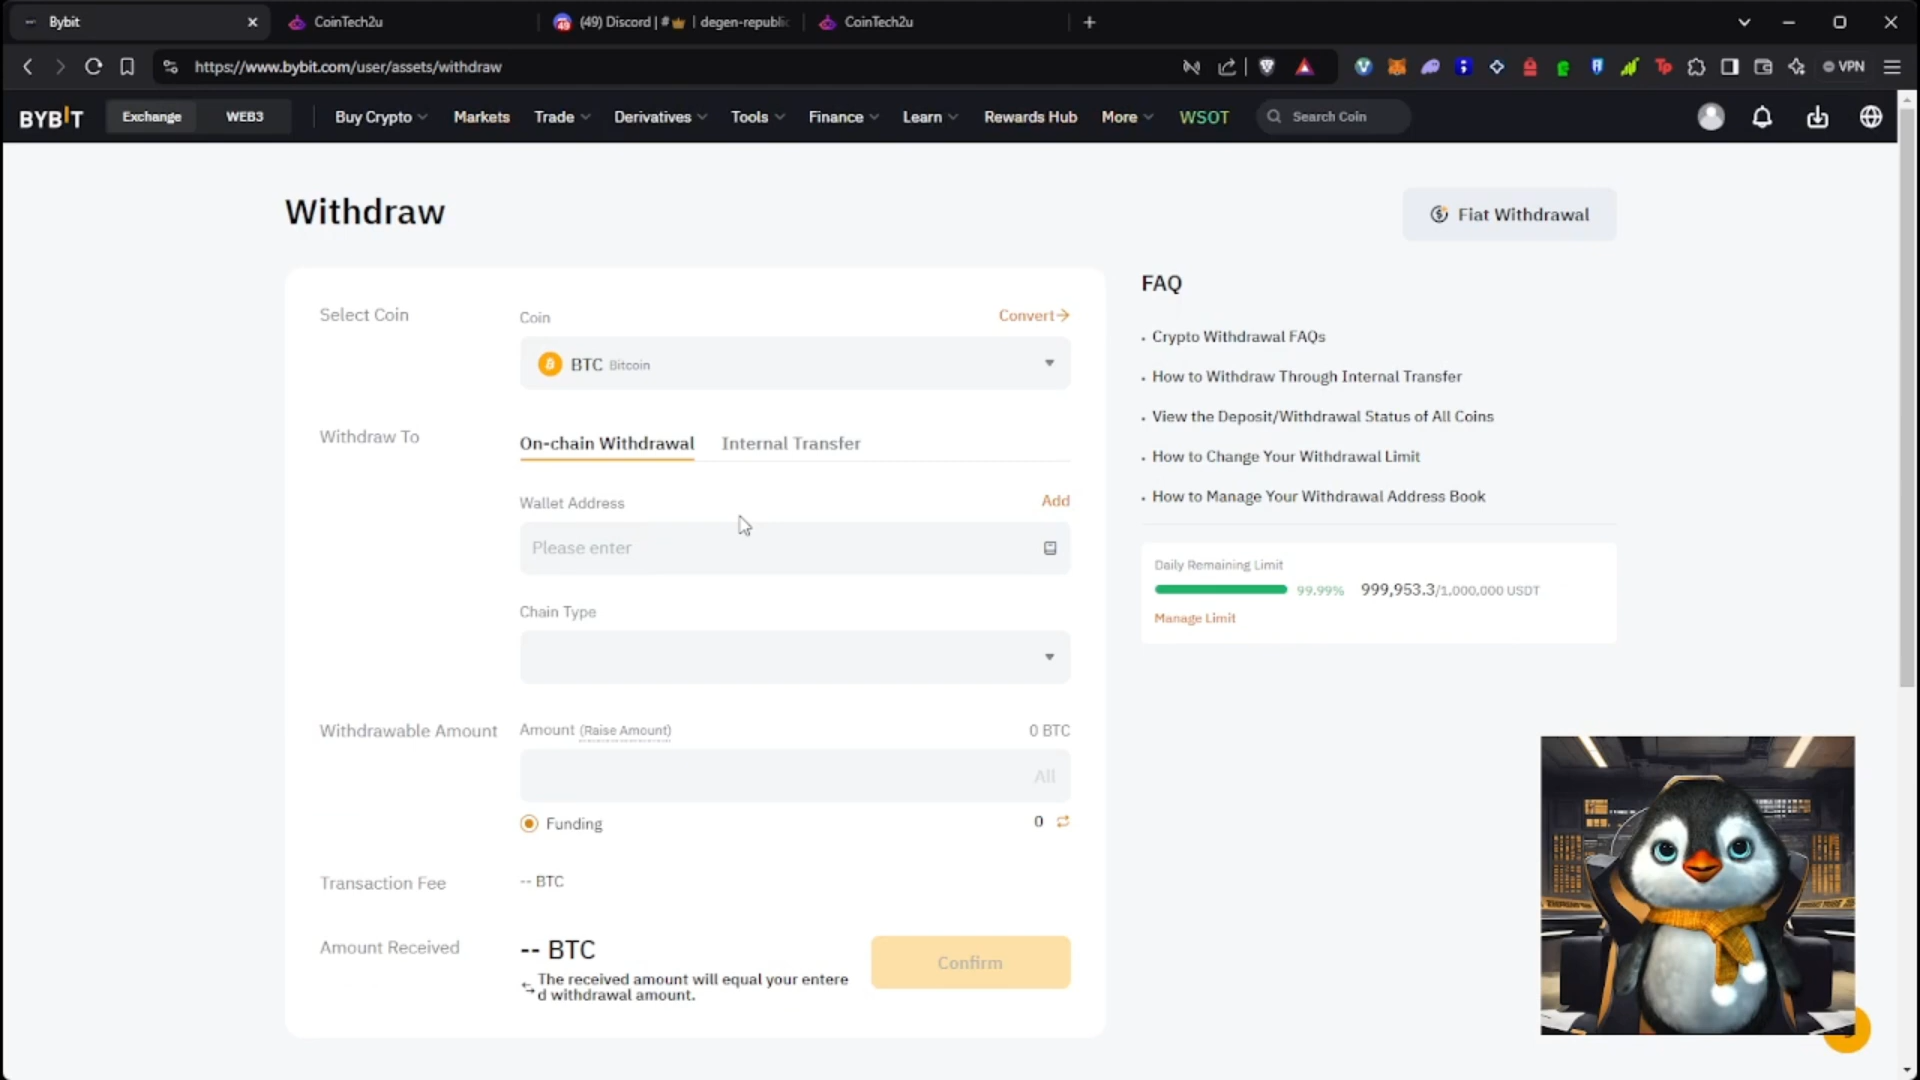 Bybit
CoinTech2u
(49) Discord | # 👑 | degen-republic
CoinTech2u
https://www.bybit.com/user/assets/withdraw
VPN
BYBIT
Exchange
WEB3
Buy Crypto
Markets
Trade
Derivatives
Tools
Finance
Learn
Rewards Hub
More
WSOT
Search Coin
Withdraw
Fiat Withdrawal
Select Coin
Coin
Convert→
BTC Bitcoin
Withdraw To
On-chain Withdrawal
Internal Transfer
Wallet Address
Add
Please enter
Chain Type
Withdrawable Amount
Amount (Raise Amount)
0 BTC
All
Funding
0
Transaction Fee
-- BTC
Amount Received
-- BTC
The received amount will equal your entere
d withdrawal amount.
Confirm
FAQ
Crypto Withdrawal FAQs
How to Withdraw Through Internal Transfer
View the Deposit/Withdrawal Status of All Coins
How to Change Your Withdrawal Limit
How to Manage Your Withdrawal Address Book
Daily Remaining Limit
99.99% 999,953.3/1,000,000 USDT
Manage Limit